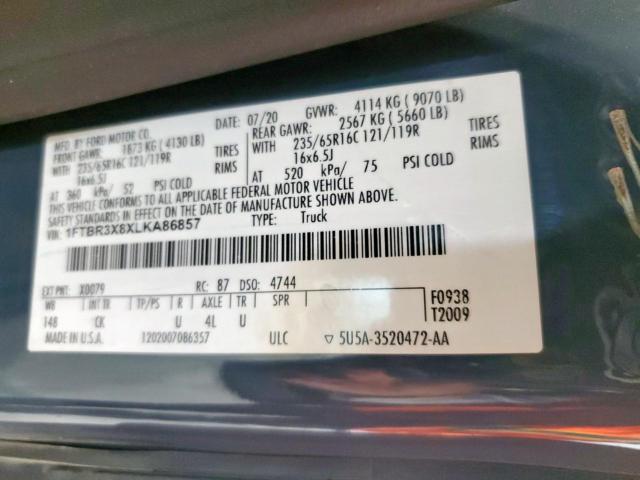 MFD. BY FORD MOTOR CO.
DATE: 07/20 GVWR: 4114 KG ( 9070 LB)
FRONT GAWR: 1873 KG ( 4130 LB) REAR GAWR: 2567 KG ( 5660 LB)
WITH 235/65R16C 121/119R TIRES WITH 235/65R16C 121/119R TIRES
16x6.5J RIMS 16x6.5J RIMS
AT 360 kPa/ 52 PSI COLD AT 520 kPa/ 75 PSI COLD
THIS VEHICLE CONFORMS TO ALL APPLICABLE FEDERAL MOTOR VEHICLE
SAFETY STANDARDS IN EFFECT ON THE DATE OF MANUFACTURE SHOWN ABOVE.
VIN: 1FTBR3X8XLKA86857 TYPE: Truck
EXT PNT: X0079 RC: 87 DSO: 4744
WB INT TR TP/PS R AXLE TR SPR F0938
148 CK U 4L U T2009
1202007086357 ULC ▽ 5U5A-3520472-AA